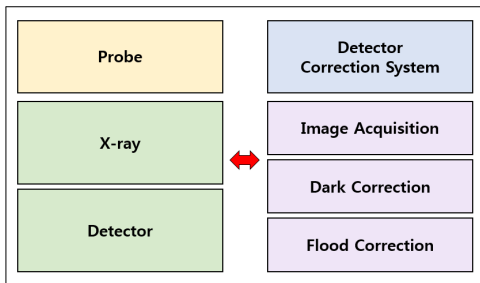 Probe
X-ray
Detector
Detector
Correction System
Image Acquisition
Dark Correction
Flood Correction